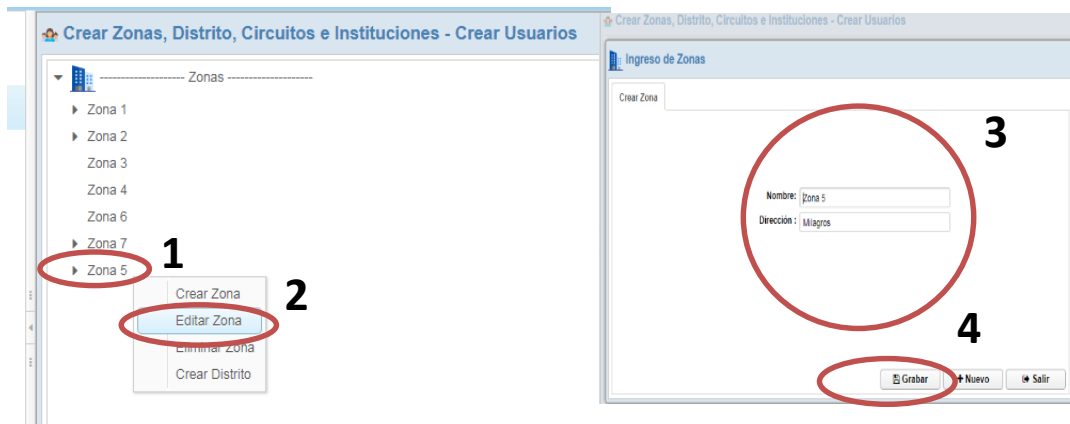 Crear Zonas, Distrito, Circuitos e Instituciones - Crear Usuarios
-------------------- Zonas --------------------
Zona 1
Zona 2
Zona 3
Zona 4
Zona 6
Zona 7
Zona 5
1
Crear Zona
Editar Zona
2
Eliminar Zona
Crear Distrito
Crear Zonas, Distrito, Circuitos e Instituciones - Crear Usuarios
Ingreso de Zonas
Crear Zona
3
Nombre: Zona 5
Dirección : Milagros
4
Grabar + Nuevo Salir